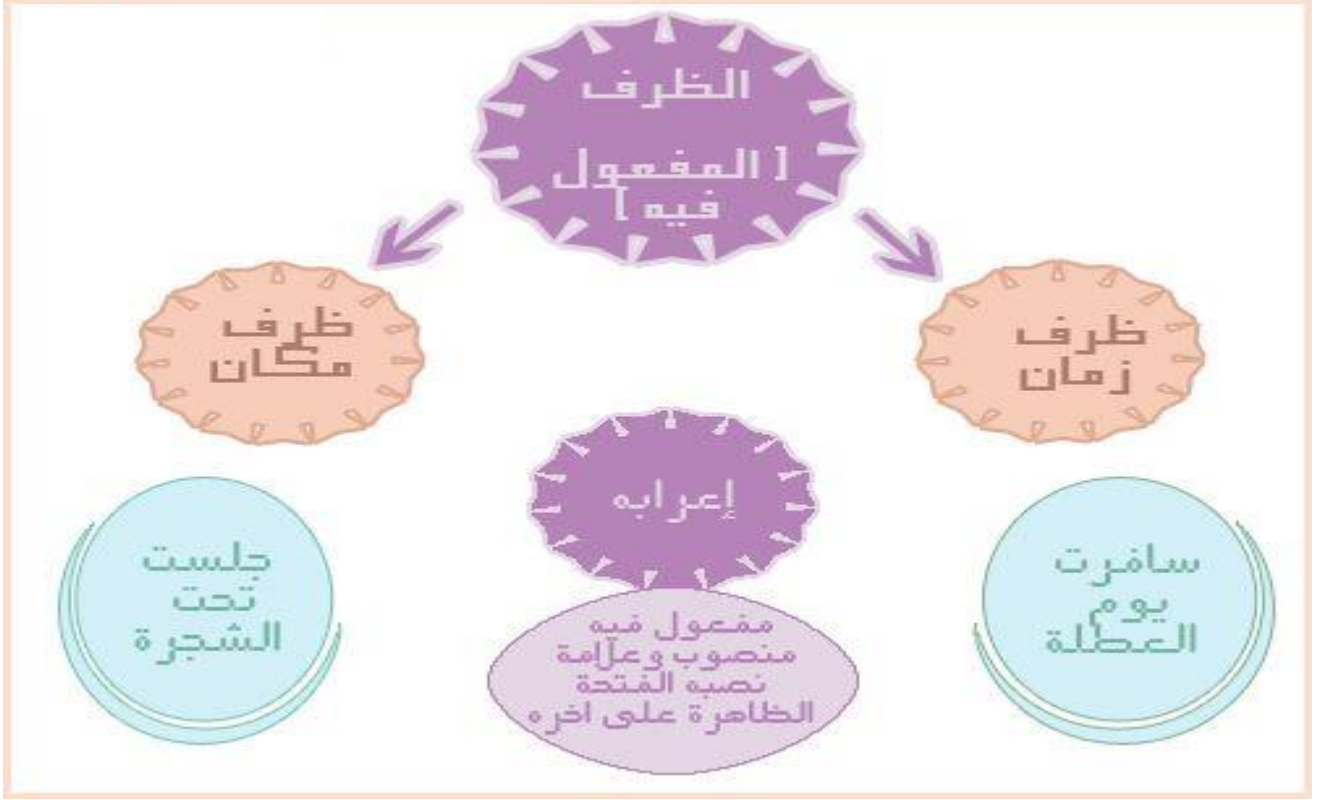 الظرف
[ المفعول
فيه ]
ظرف
زمان
ظرف
مكان
سافرت
يوم
العطلة
جلست
تحت
الشجرة
إعرابه
مفعول فيه
منصوب وعلامة
نصبه الفتحة
الظاهرة على اخره